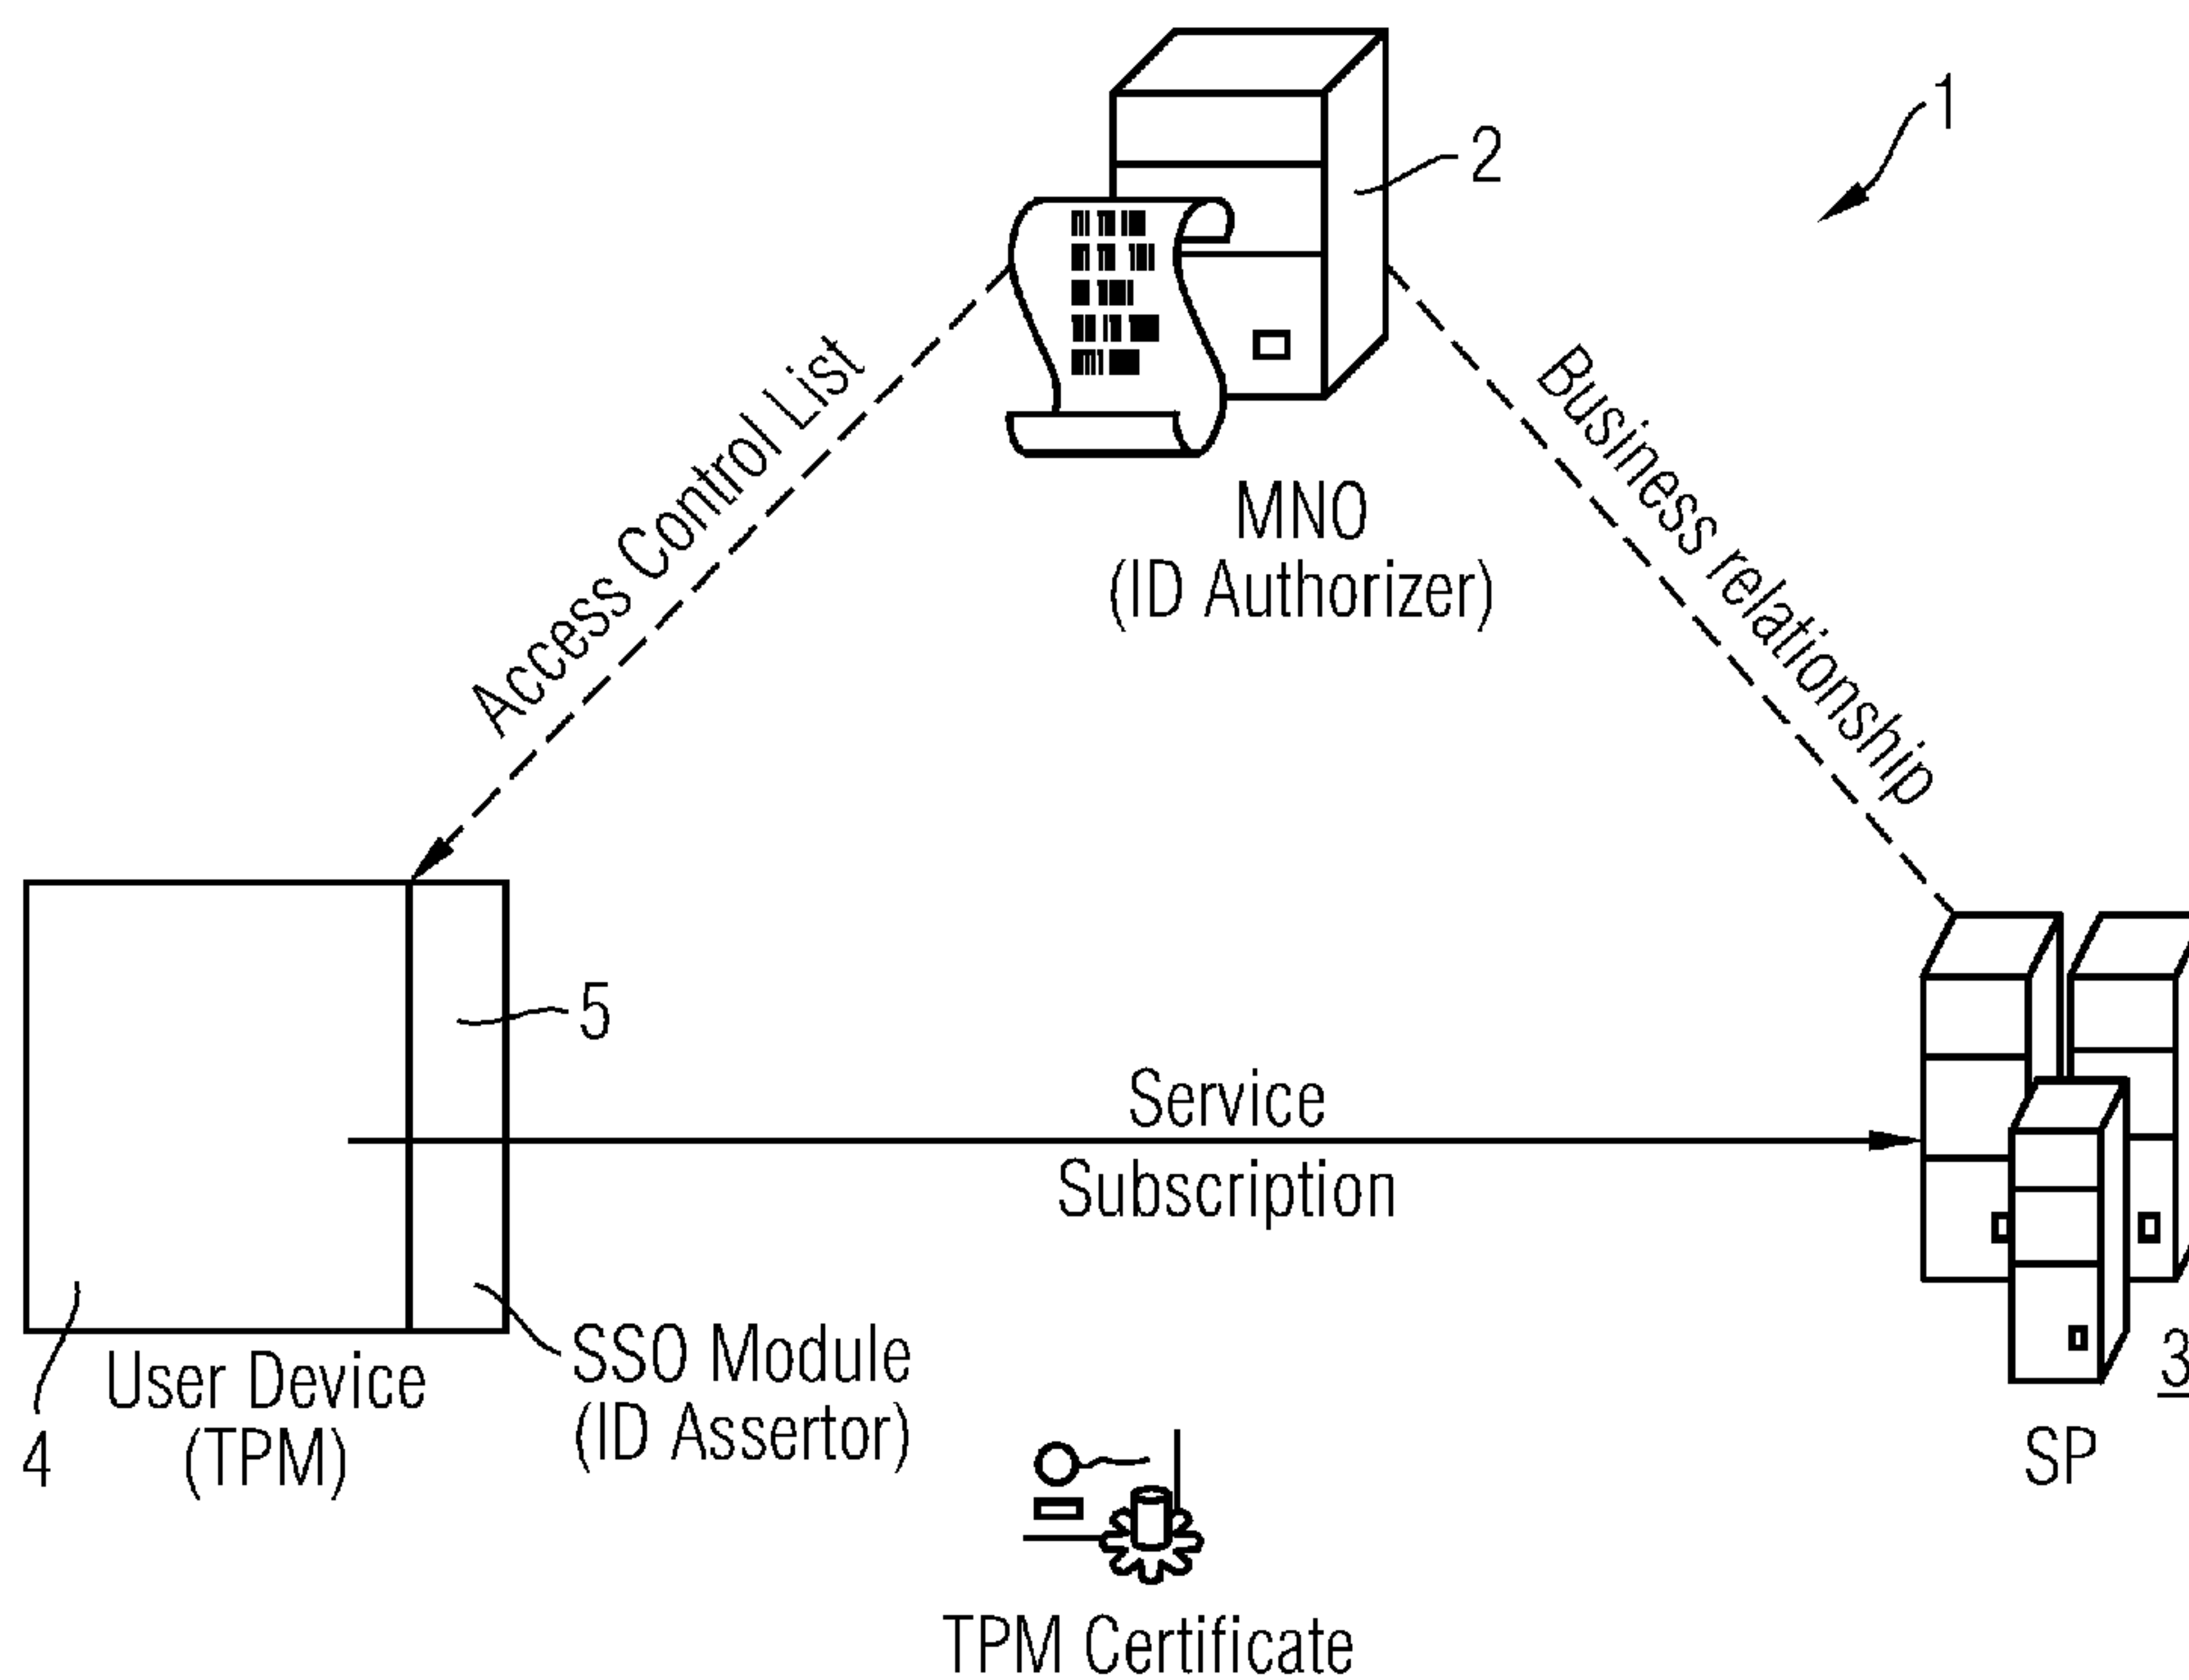 1
2
MNO
(ID Authorizer)
Access Control List
Business relationship
5
Service
Subscription
SSO Module
(ID Assertor)
User Device
(TPM)
4
3
SP
TPM Certificate